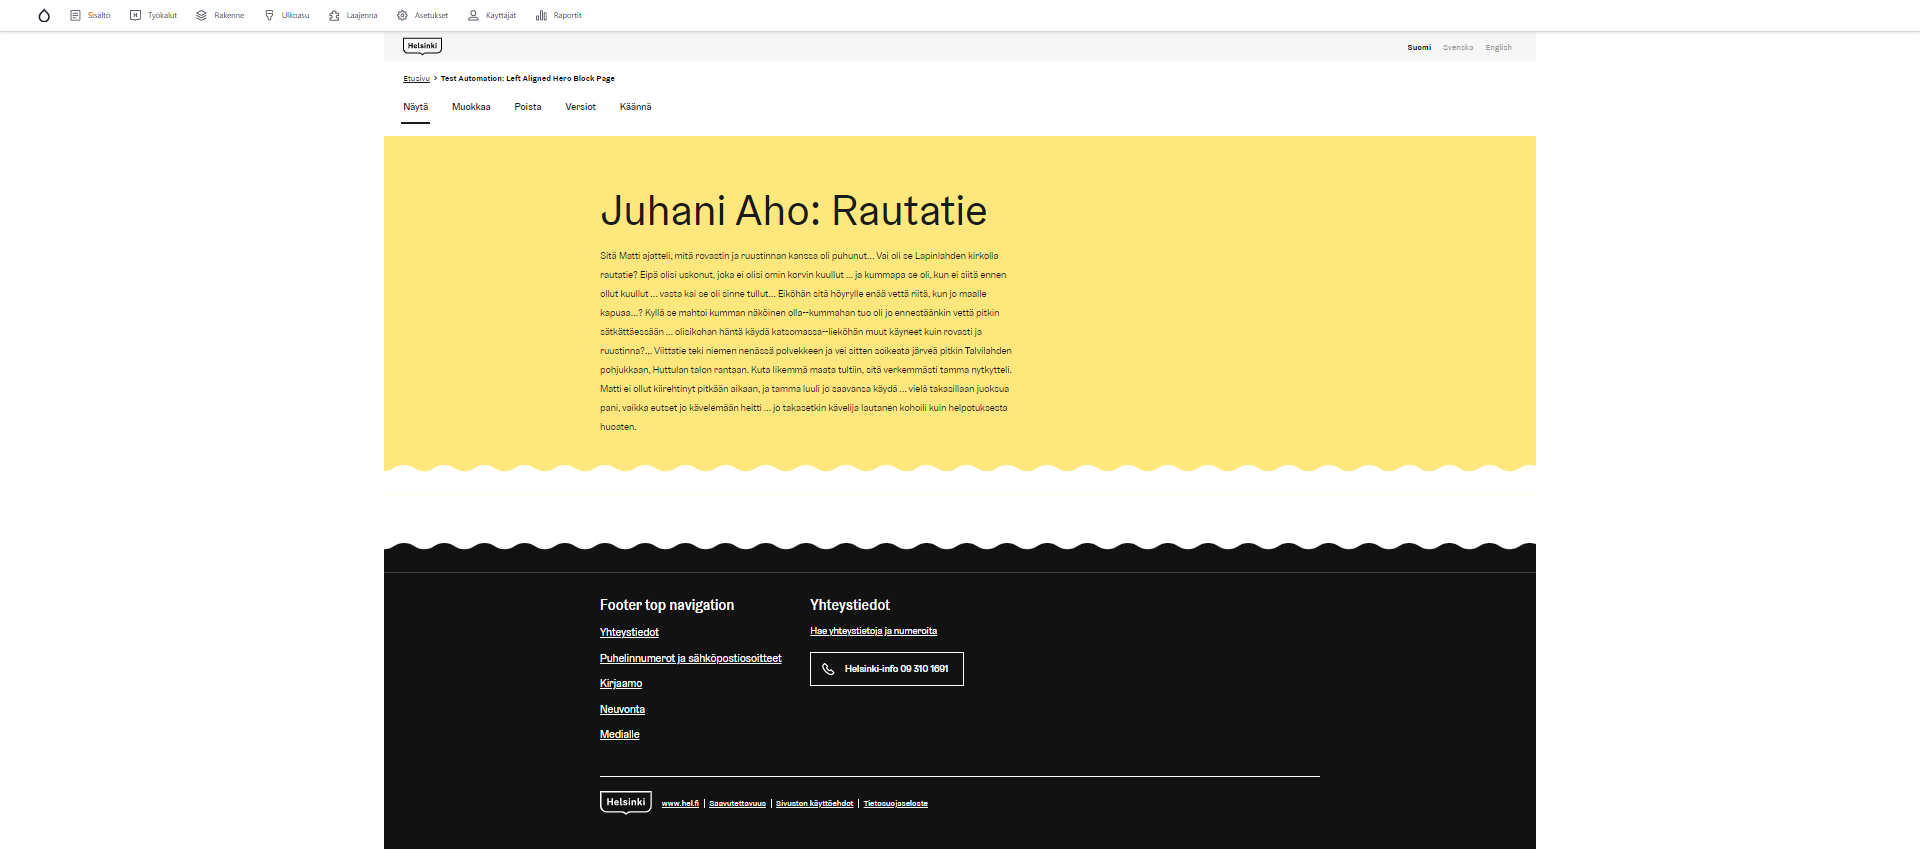 Sisältö Työkalut Rakenne Ulkoasu Laajenna Asetukset Käyttäjät Raportit
Helsinki
Suomi Svenska English
Etusivu > Test Automation: Left Aligned Hero Block Page
Näytä Muokkaa Poista Versiot Käännä
Juhani Aho: Rautatie
Sitä Matti ajatteli, mitä rovastin ja ruustinnan kanssa oli puhunut... Vai oli se Lapinlahden kirkolla
rautatie? Eipä olisi uskonut, joka ei olisi omin korvin kuullut ... ja kummapa se oli, kun ei siitä ennen
ollut kuullut ... vasta kai se oli sinne tullut... Eiköhän sitä höyrylle enää vettä riitä, kun jo maalle
kapuaa...? Kyllä se mahtoi kumman näköinen olla--kummahan tuo oli jo ennestäänkin vettä pitkin
sätkättäessään ... olisikohan häntä käydä katsomassa--lieköhän muut käyneet kuin rovasti ja
ruustinna?... Viittatie teki niemen nenässä polvekkeen ja vei sitten soikeata järveä pitkin Talvilahden
pohjukkaan, Huttulan talon rantaan. Kuta likemmä maata tultiin, sitä verkemmästi tamma nytkytteli.
Matti ei ollut kiirehtinyt pitkään aikaan, ja tamma luuli jo saavansa käydä ... vielä takasillaan juoksua
pani, vaikka eutset jo kävelemään heitti ... jo takasetkin kävelija lautanen kohoili kuin helpotuksesta
huoaten.
Footer top navigation
Yhteystiedot
Puhelinnumerot ja sähköpostiosoitteet
Kirjaamo
Neuvonta
Medialle
Yhteystiedot
Hae yhteystietoja ja numeroita
Helsinki-info 09 310 1691
Helsinki
www.hel.fi | Saavutettavuus | Sivuston käyttöehdot | Tietosuojaseloste